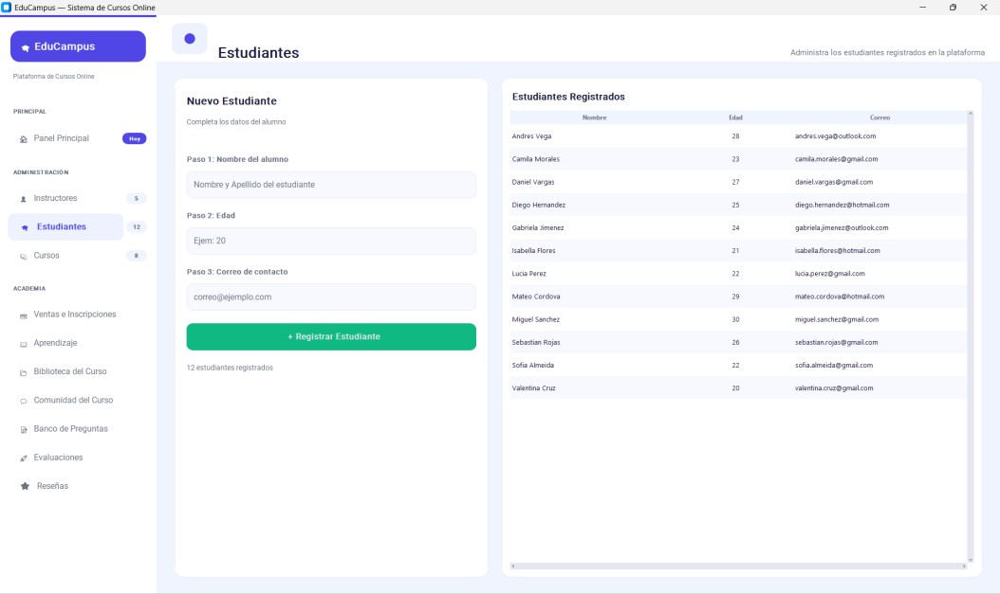 EduCampus — Sistema de Cursos Online
EduCampus
Plataforma de Cursos Online
PRINCIPAL
Panel Principal
Hoy
ADMINISTRACIÓN
Instructores
5
Estudiantes
12
Cursos
8
ACADEMIA
Ventas e Inscripciones
Aprendizaje
Biblioteca del Curso
Comunidad del Curso
Banco de Preguntas
Evaluaciones
Reseñas
Estudiantes
Administra los estudiantes registrados en la plataforma
Nuevo Estudiante
Completa los datos del alumno
Paso 1: Nombre del alumno
Nombre y Apellido del estudiante
Paso 2: Edad
Ejem: 20
Paso 3: Correo de contacto
correo@ejemplo.com
+ Registrar Estudiante
12 estudiantes registrados
Estudiantes Registrados
Nombre Edad Correo
Andres Vega 28 andres.vega@outlook.com
Camila Morales 23 camila.morales@gmail.com
Daniel Vargas 27 daniel.vargas@gmail.com
Diego Hernandez 25 diego.hernandez@hotmail.com
Gabriela Jimenez 24 gabriela.jimenez@outlook.com
Isabella Flores 21 isabella.flores@hotmail.com
Lucia Perez 22 lucia.perez@gmail.com
Mateo Cordova 29 mateo.cordova@hotmail.com
Miguel Sanchez 30 miguel.sanchez@gmail.com
Sebastian Rojas 26 sebastian.rojas@gmail.com
Sofia Almeida 22 sofia.almeida@gmail.com
Valentina Cruz 20 valentina.cruz@gmail.com